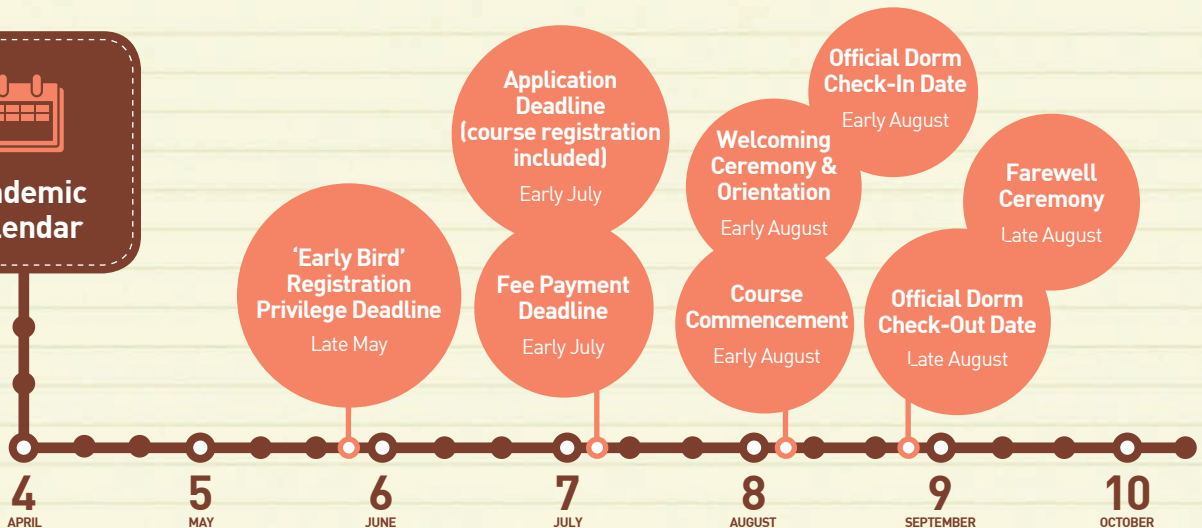 ‘Early Bird’
Registration
Privilege Deadline
Late May
Application
Deadline
(course registration
included)
Early July
Fee Payment
Deadline
Early July
Official Dorm
Check-In Date
Early August
Welcoming
Ceremony &
Orientation
Early August
Course
Commencement
Early August
Farewell
Ceremony
Late August
Official Dorm
Check-Out Date
Late August
4
APRIL
5
MAY
6
JUNE
7
JULY
8
AUGUST
9
SEPTEMBER
10
OCTOBER